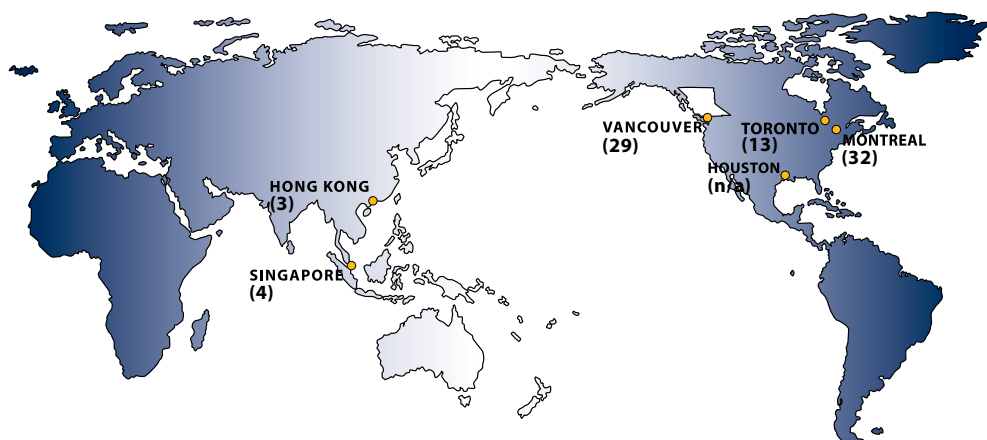 VANCOUVER
(29)
TORONTO
(13)
MONTREAL
(32)
HOUSTON
(n/a)
HONG KONG
(3)
SINGAPORE
(4)